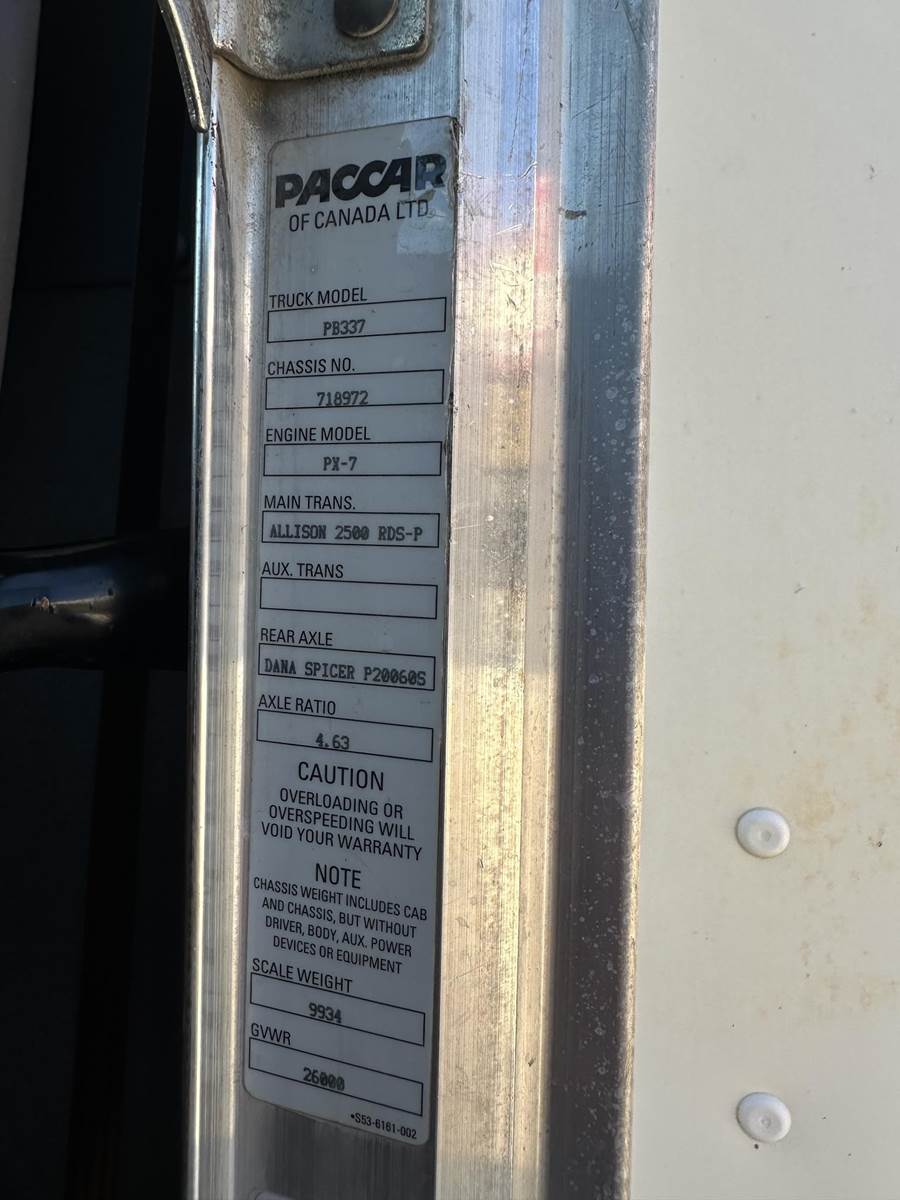 PACCAR
OF CANADA LTD.
TRUCK MODEL
PB337
CHASSIS NO.
718972
ENGINE MODEL
PX-7
MAIN TRANS.
ALLISON 2500 RDS-P
AUX. TRANS
REAR AXLE
DANA SPICER P20060S
AXLE RATIO
4.63
CAUTION
OVERLOADING OR
OVERSPEEDING WILL
VOID YOUR WARRANTY
NOTE
CHASSIS WEIGHT INCLUDES CAB
AND CHASSIS, BUT WITHOUT
DRIVER, BODY, AUX. POWER
DEVICES OR EQUIPMENT
SCALE WEIGHT
9934
GVWR
26000
•S53-6161-002